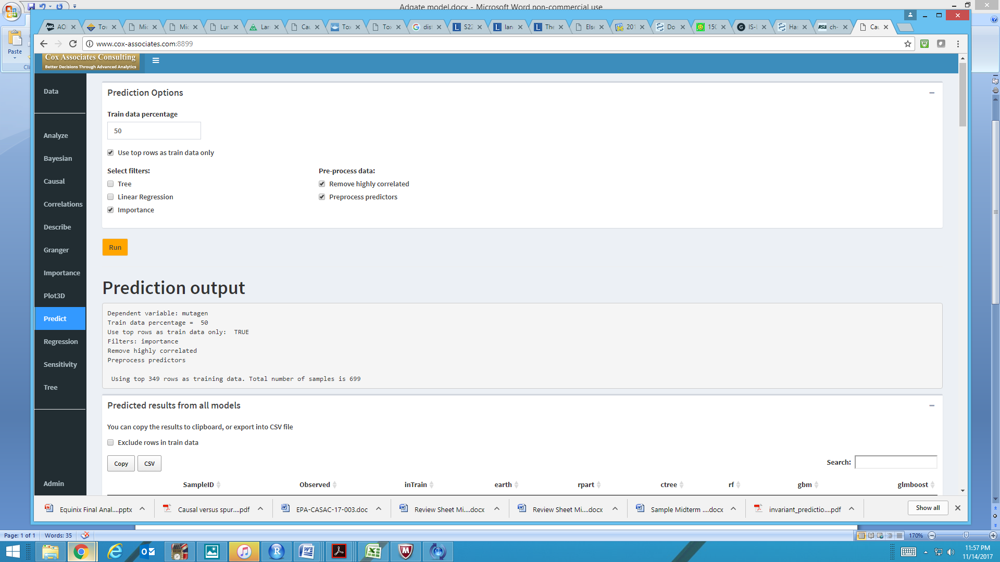 Adgate model.docx - Microsoft Word non-commercial use
Paste
AOI
Tov
Mic
Mic
Lur
Lar
Cau
Tox
Tox
dist
S22
lan
The
Else
201
Do
150
IS-I
Ha
ch-
Cau
www.cox-associates.com:8899
Cox Associates Consulting
Better Decisions Through Advanced Analytics
Data
Analyze
Bayesian
Causal
Correlations
Describe
Granger
Importance
Plot3D
Predict
Regression
Sensitivity
Tree
Admin
Prediction Options
Train data percentage
50
Use top rows as train data only
Select filters:
Tree
Linear Regression
Importance
Pre-process data:
Remove highly correlated
Preprocess predictors
Run
Prediction output
Dependent variable: mutagen
Train data percentage = 50
Use top rows as train data only: TRUE
Filters: importance
Remove highly correlated
Preprocess predictors
Using top 349 rows as training data. Total number of samples is 699
Predicted results from all models
You can copy the results to clipboard, or export into CSV file
Exclude rows in train data
Copy CSV
Search:
SampleID Observed inTrain earth rpart ctree rf gbm glmboost
Equinix Final Anal....pptx
Causal versus spur....pdf
EPA-CASAC-17-003.doc
Review Sheet Mi....docx
Review Sheet Mi....docx
Sample Midterm ....docx
invariant_predictio....pdf
Show all
Page: 1 of 1 Words: 35
170%
11:57 PM
11/14/2017